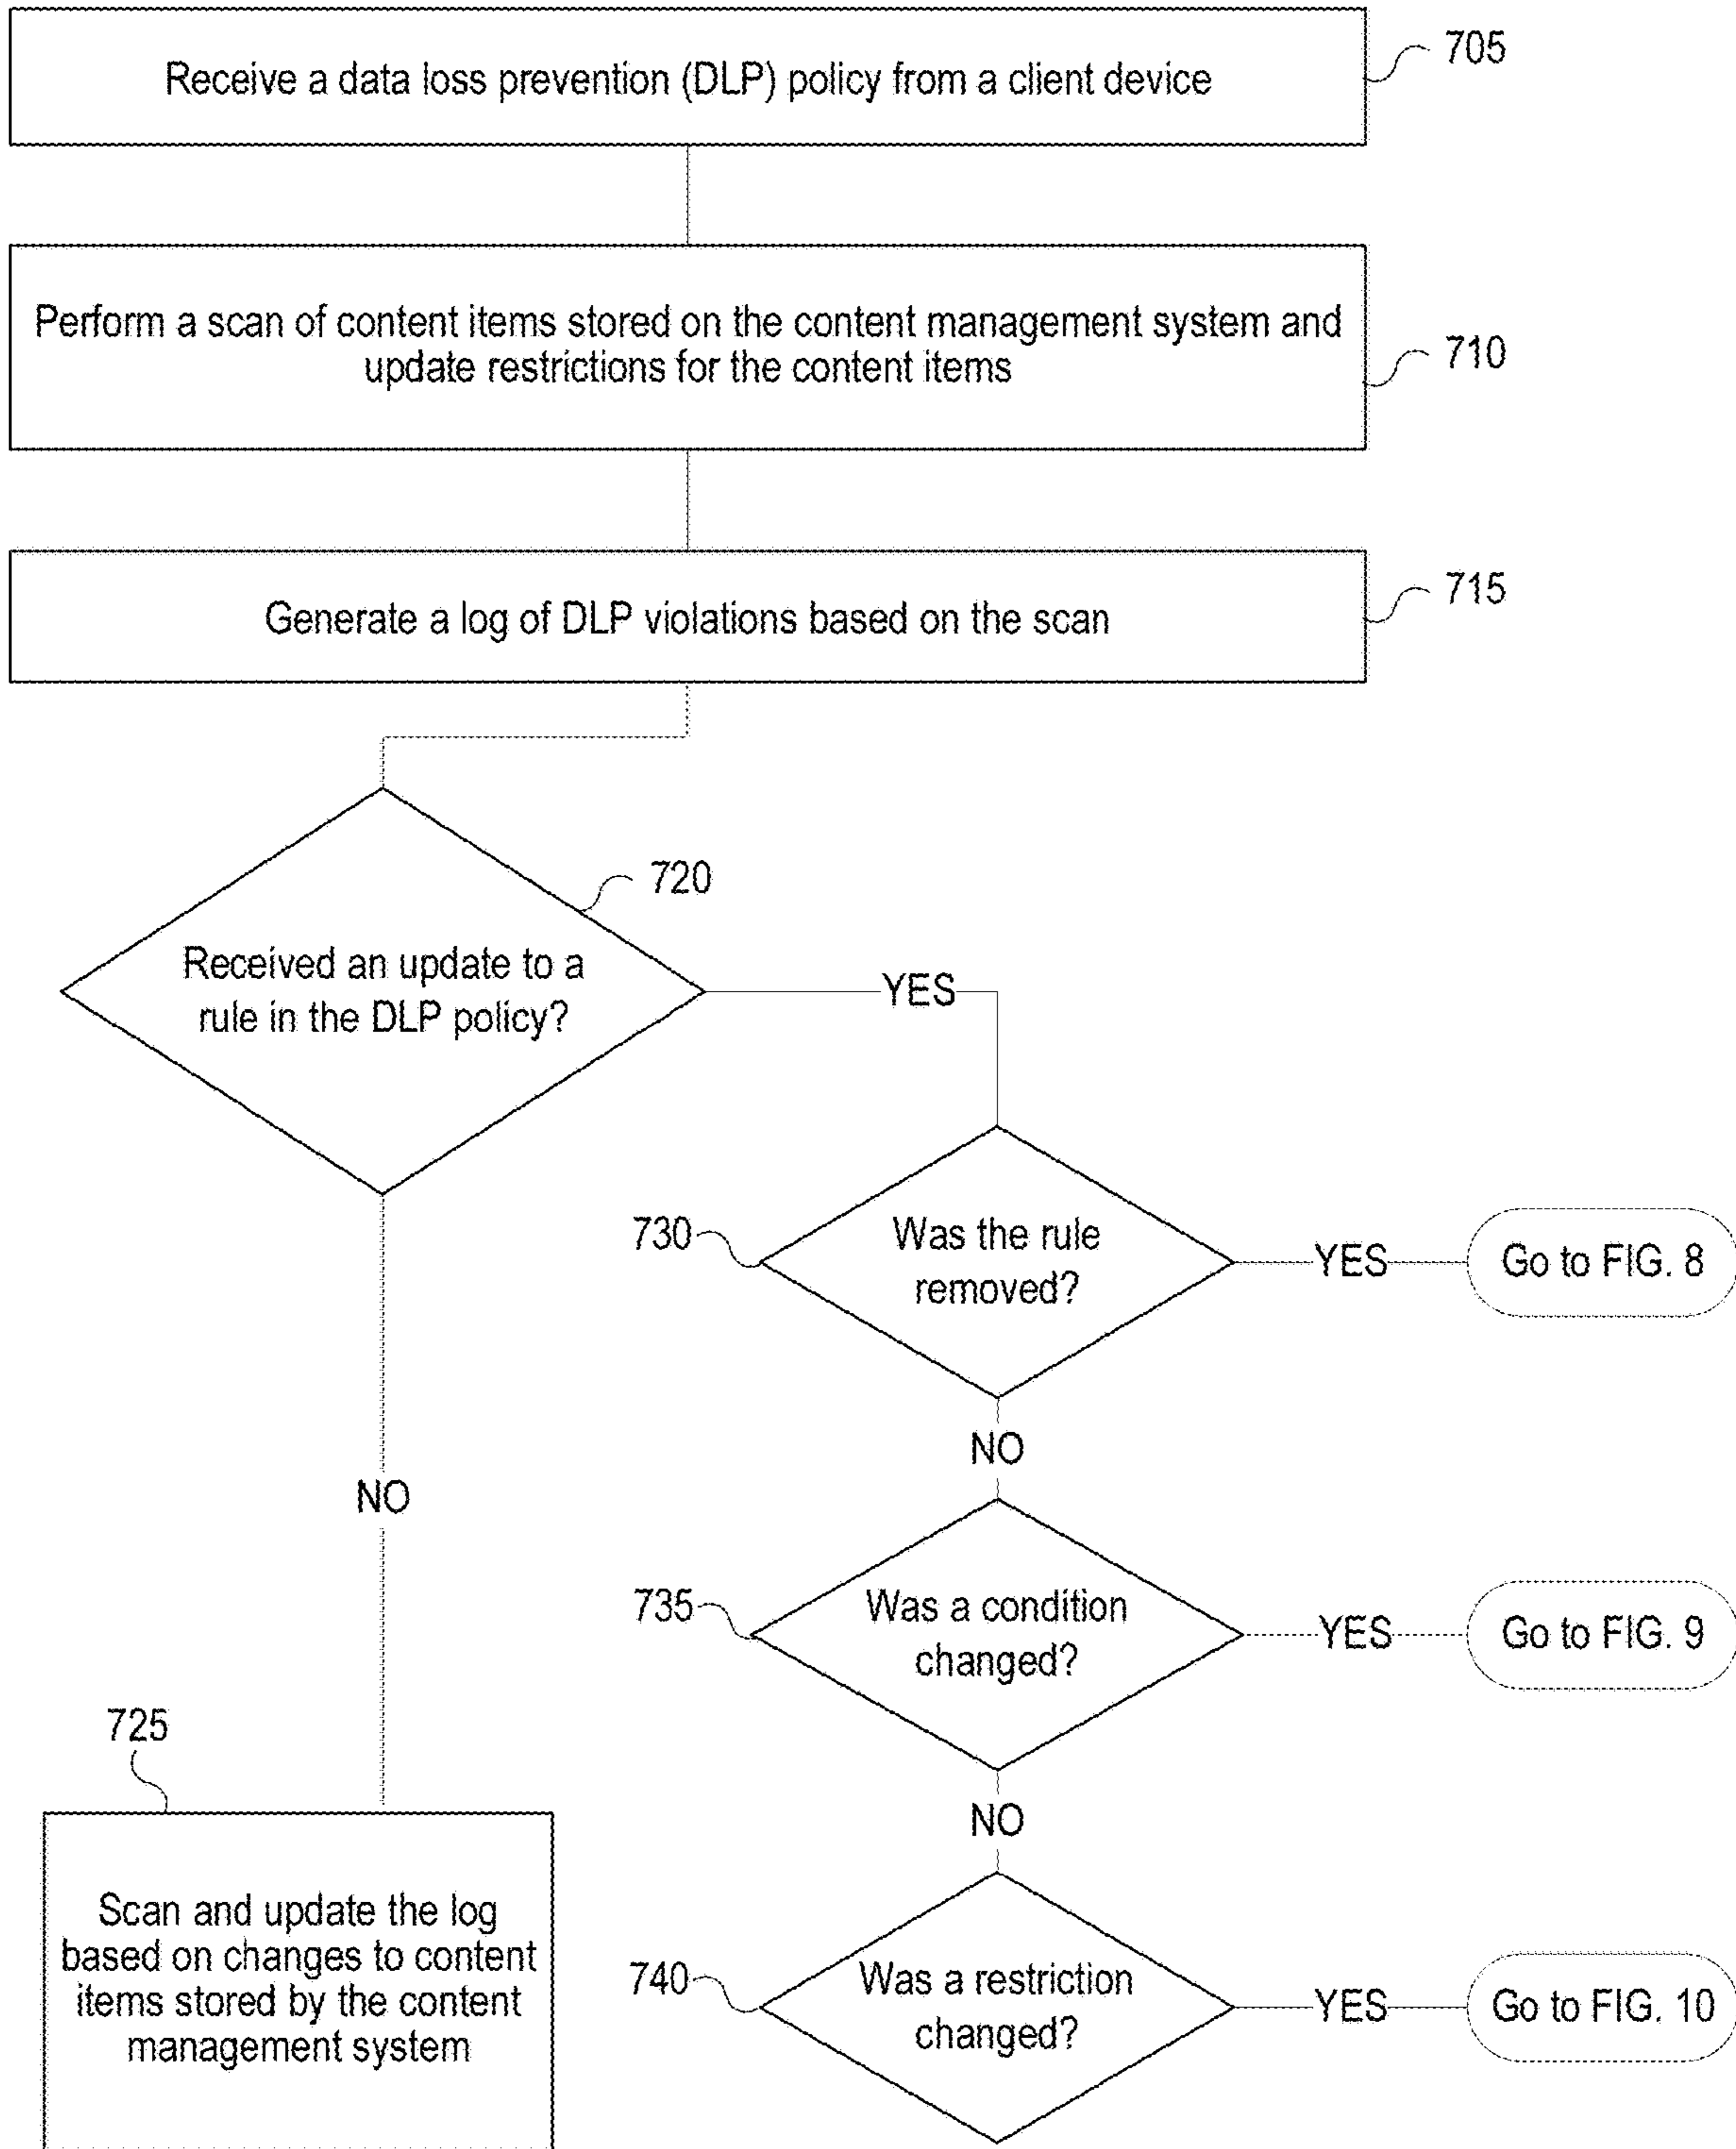 Receive a data loss prevention (DLP) policy from a client device
705
Perform a scan of content items stored on the content management system and
update restrictions for the content items
710
Generate a log of DLP violations based on the scan
715
720
Received an update to a
rule in the DLP policy?
YES
730
Was the rule
removed?
YES
Go to FIG. 8
NO
NO
735
Was a condition
changed?
YES
Go to FIG. 9
725
Scan and update the log
based on changes to content
items stored by the content
management system
NO
740
Was a restriction
changed?
YES
Go to FIG. 10